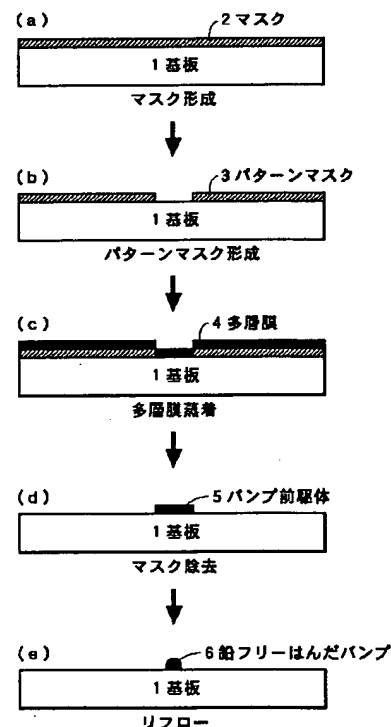 (a)
2マスク
1基板
マスク形成
(b)
3パターンマスク
1基板
パターンマスク形成
(c)
4多層膜
1基板
多層膜蒸着
(d)
5バンプ前駆体
1基板
マスク除去
(e)
6鉛フリーはんだバンプ
1基板
リフロー